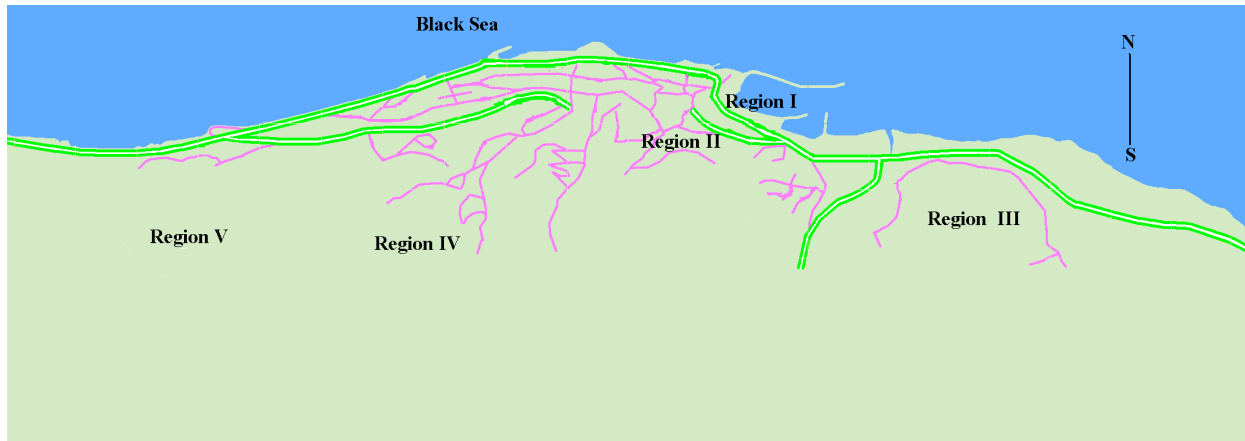 Black Sea
N
Region I
Region II
S
Region III
Region V
Region IV